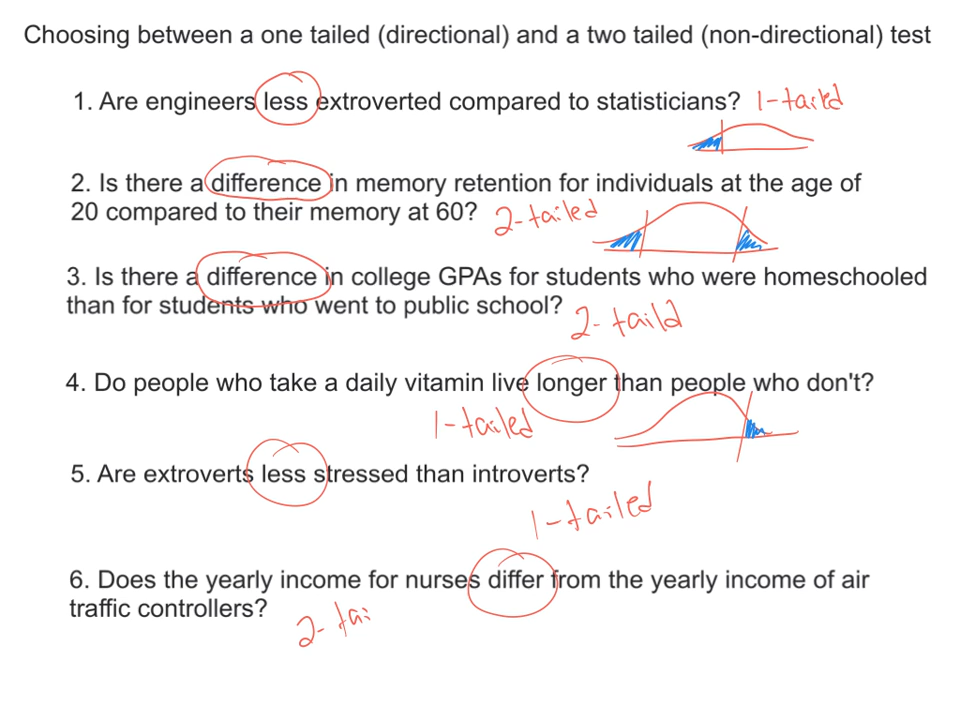 Choosing between a one tailed (directional) and a two tailed (non-directional) test
1. Are engineers less extroverted compared to statisticians? 1-tailed
2. Is there a difference in memory retention for individuals at the age of
20 compared to their memory at 60? 2-tailed
3. Is there a difference in college GPAs for students who were homeschooled
than for students who went to public school? 2-taild
4. Do people who take a daily vitamin live longer than people who don't?
1-tailed
5. Are extroverts less stressed than introverts?
1-tailed
6. Does the yearly income for nurses differ from the yearly income of air
traffic controllers? 2-tai